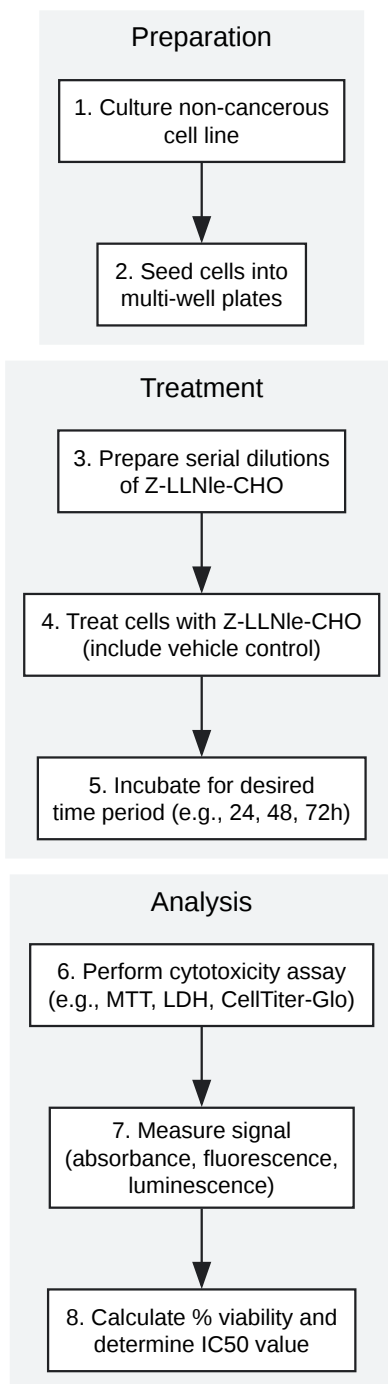 Preparation
1. Culture non-cancerous
cell line
2. Seed cells into
multi-well plates
Treatment
3. Prepare serial dilutions
of Z-LLNle-CHO
4. Treat cells with Z-LLNle-CHO
(include vehicle control)
5. Incubate for desired
time period (e.g., 24, 48, 72h)
Analysis
6. Perform cytotoxicity assay
(e.g., MTT, LDH, CellTiter-Glo)
7. Measure signal
(absorbance, fluorescence,
luminescence)
8. Calculate % viability and
determine IC50 value